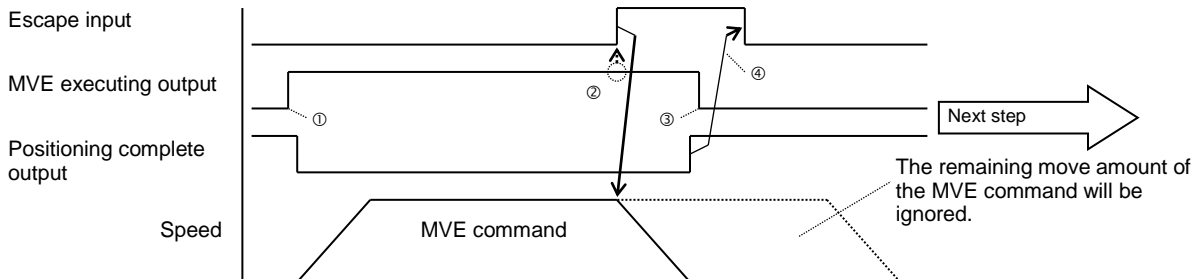 Escape input
MVE executing output
Positioning complete
output
Speed
①
②
③
④
MVE command
Next step
The remaining move amount of
the MVE command will be
ignored.